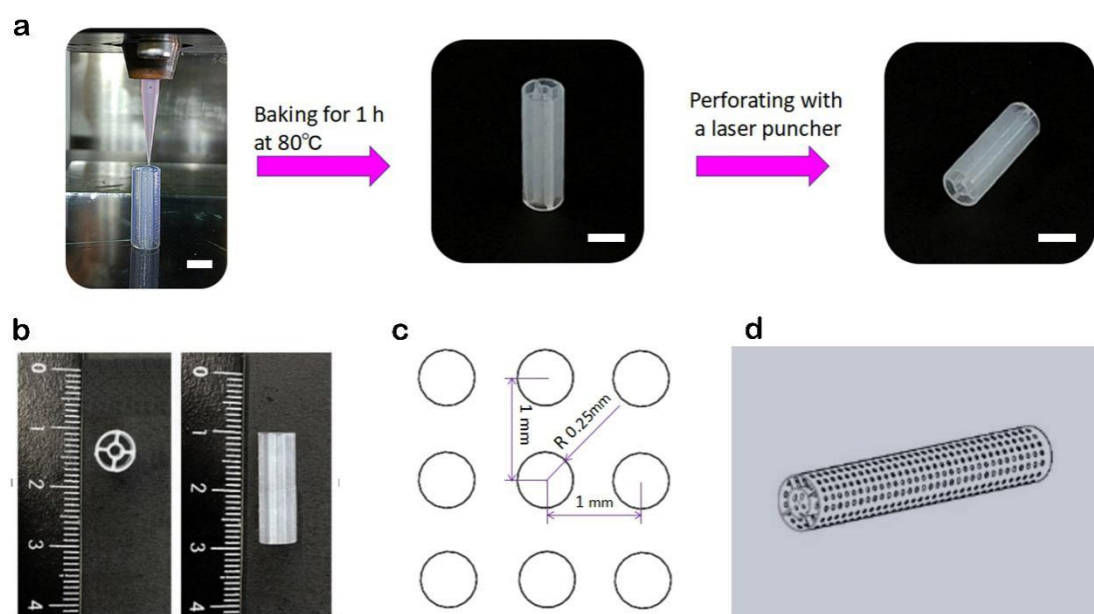 a
Baking for 1 h
at 80℃
Perforating with
a laser puncher
b
c
d
0
1
2
3
4
0
1
2
3
4
1 mm
R 0.25mm
1 mm